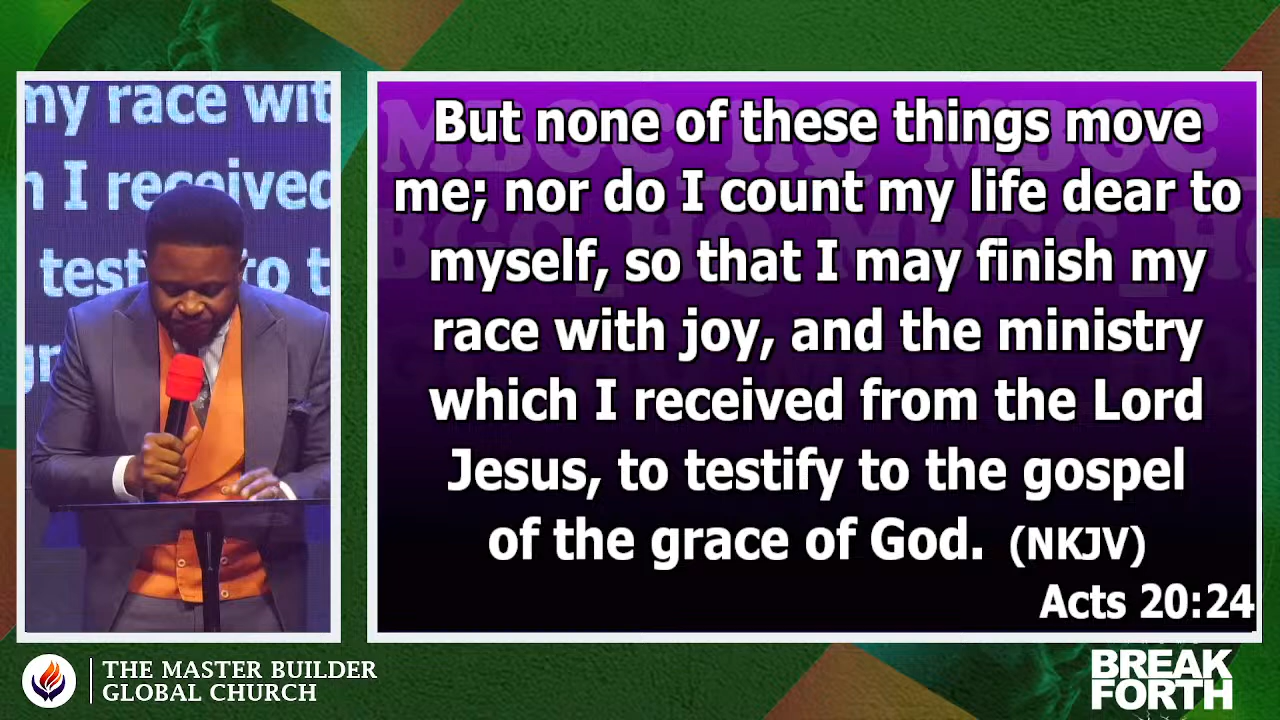 my race wit
h I received
testify to t
But none of these things move
me; nor do I count my life dear to
myself, so that I may finish my
race with joy, and the ministry
which I received from the Lord
Jesus, to testify to the gospel
of the grace of God. (NKJV)
Acts 20:24
THE MASTER BUILDER
GLOBAL CHURCH
BREAK
FORTH